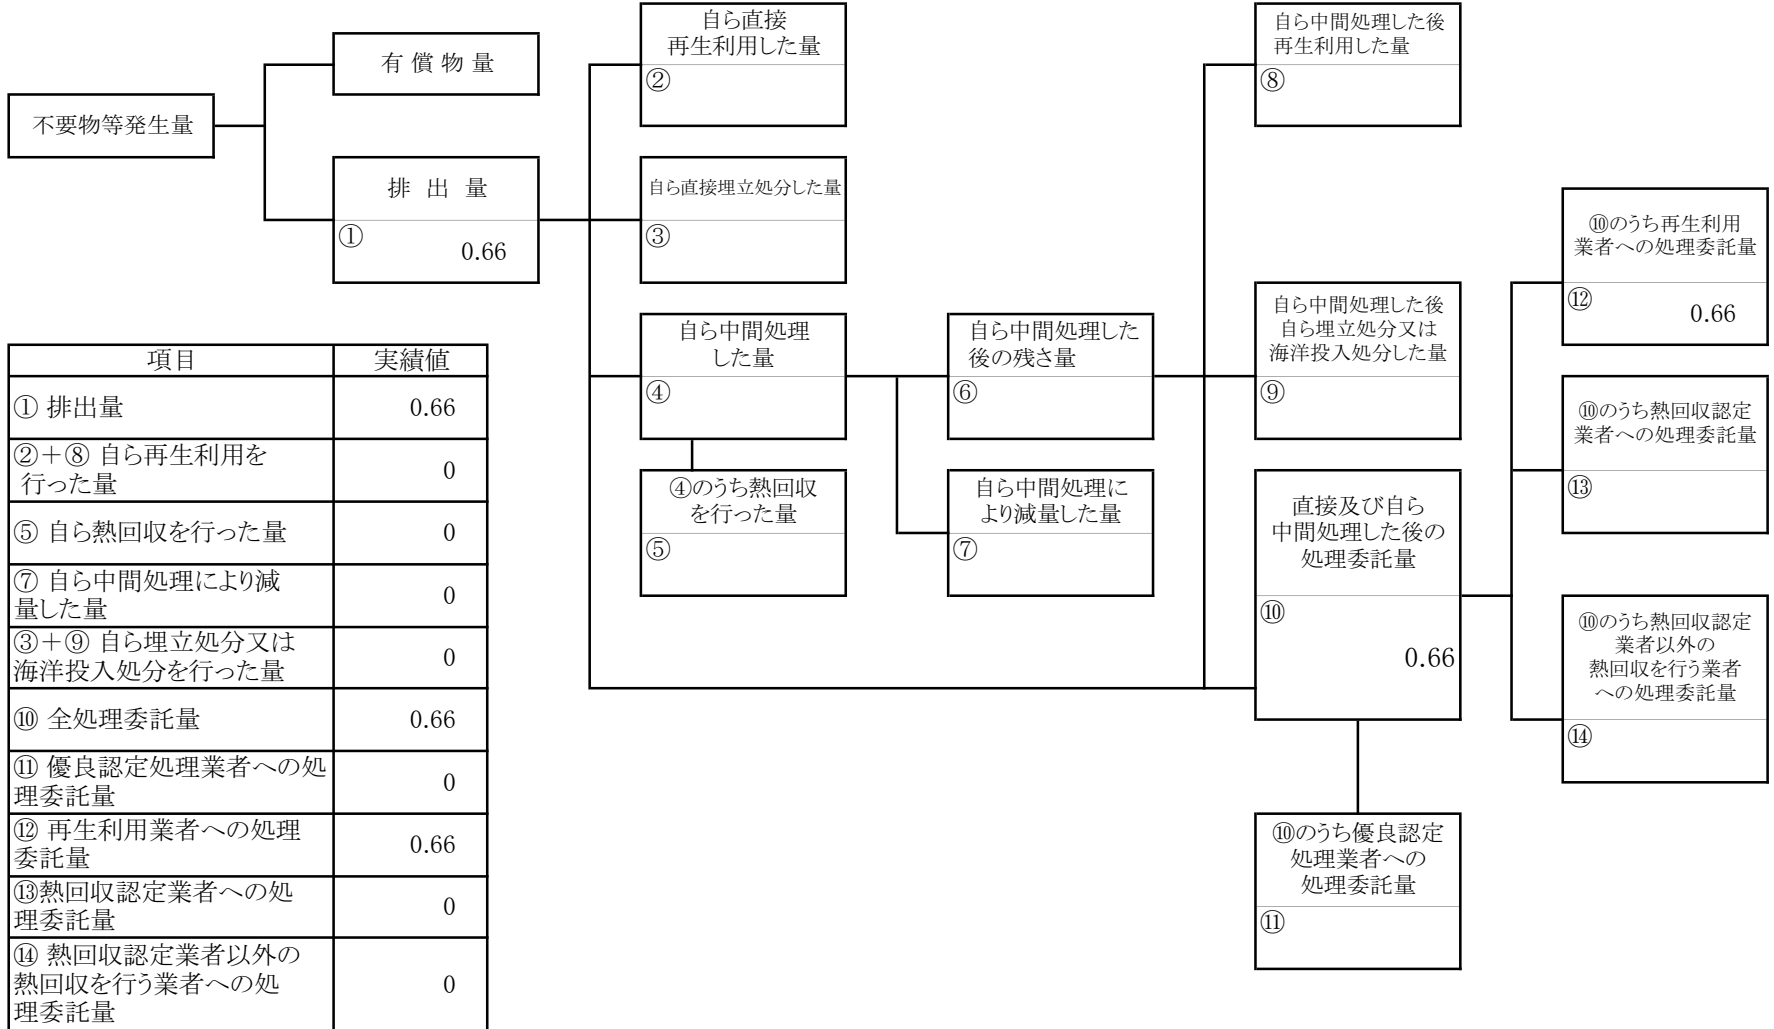 不要物等発生量
有 償 物 量
排 出 量
①
0.66
自ら直接
再生利用した量
②
自ら直接埋立処分した量
③
自ら中間処理
した量
④
④のうち熱回収
を行った量
⑤
自ら中間処理した
後の残さ量
⑥
自ら中間処理に
より減量した量
⑦
自ら中間処理した後
再生利用した量
⑧
自ら中間処理した後
自ら埋立処分又は
海洋投入処分した量
⑨
直接及び自ら
中間処理した後の
処理委託量
⑩
0.66
⑩のうち優良認定
処理業者への
処理委託量
⑪
⑩のうち再生利用
業者への処理委託量
⑫
0.66
⑩のうち熱回収認定
業者への処理委託量
⑬
⑩のうち熱回収認定
業者以外の
熱回収を行う業者
への処理委託量
⑭
項目 実績値
① 排出量 0.66
②＋⑧ 自ら再生利用を
行った量 0
⑤ 自ら熱回収を行った量 0
⑦ 自ら中間処理により減
量した量 0
③＋⑨ 自ら埋立処分又は
海洋投入処分を行った量 0
⑩ 全処理委託量 0.66
⑪ 優良認定処理業者への処
理委託量 0
⑫ 再生利用業者への処理
委託量 0.66
⑬熱回収認定業者への処
理委託量 0
⑭ 熱回収認定業者以外の
熱回収を行う業者への処
理委託量 0